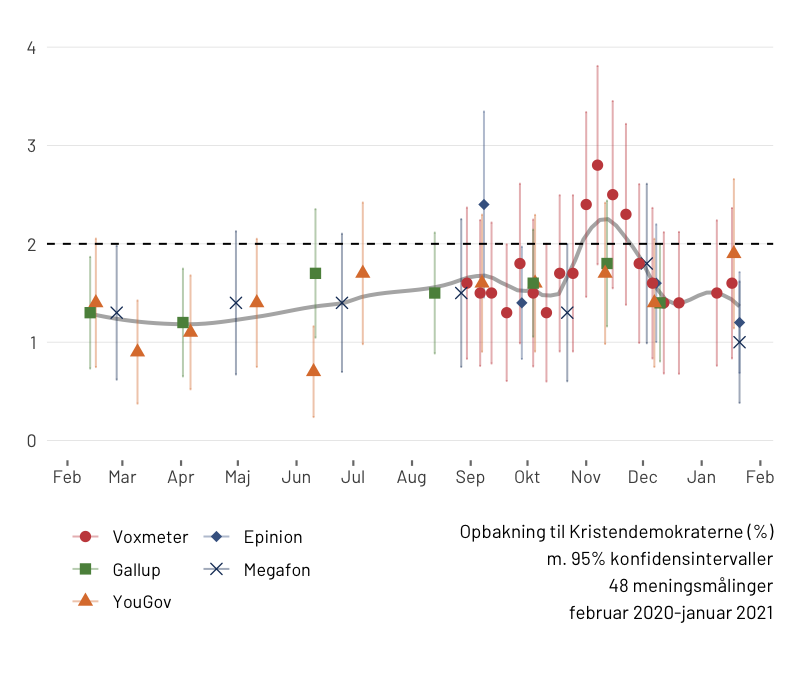 4
3
2
1
0
Feb Mar Apr Maj Jun Jul Aug Sep Okt Nov Dec Jan Feb
Voxmeter Epinion
Gallup Megafon
YouGov
Opbakning til Kristendemokraterne (%)
m. 95% konfidensintervaller
48 meningsmålinger
februar 2020-januar 2021